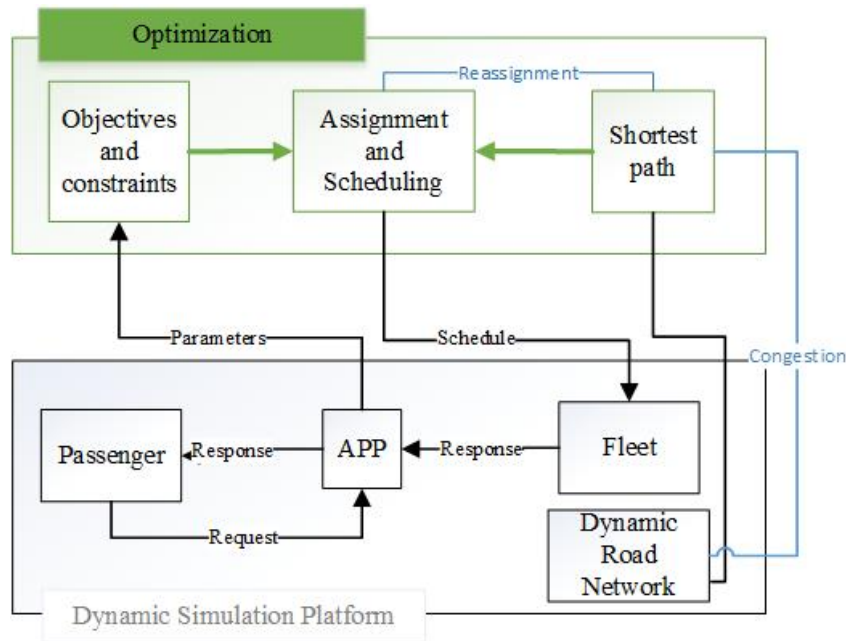 Optimization
Reassignment
Objectives
and
constraints
Assignment
and
Scheduling
Shortest
path
Parameters
Schedule
Congestion
Passenger
Response
APP
Response
Fleet
Request
Dynamic
Road
Network
Dynamic Simulation Platform